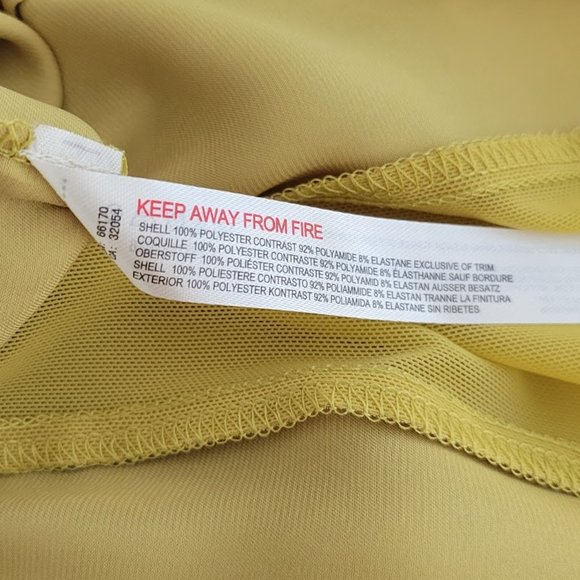 KEEP AWAY FROM FIRE
SHELL 100% POLYESTER CONTRAST 92% POLYAMIDE 8% ELASTANE EXCLUSIVE OF TRIM
COQUILLE 100% POLYESTER CONTRASTE 92% POLYAMIDE 8% ÉLASTHANNE SAUF BORDURE
OBERSTOFF 100% POLIÉSTER CONTRASTE 92% POLYAMID 8% ELASTAN AUSSER BESATZ
SHELL 100% POLIESTERE CONTRASTO 92% POLIAMMIDE 8% ELASTAN TRANNE LA FINITURA
EXTERIOR 100% POLYESTER KONTRAST 92% POLIAMIDA 8% ELASTANE SIN RIBETES
66170
32054